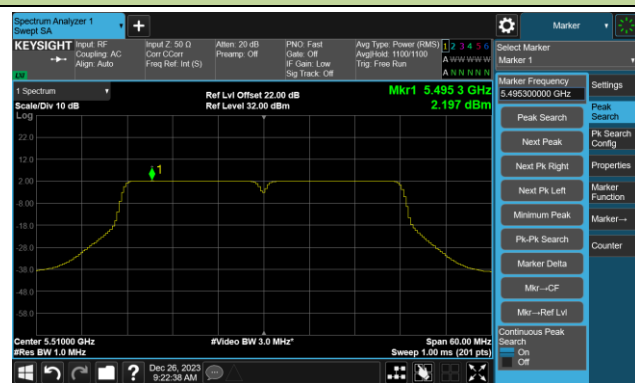 Spectrum Analyzer 1
Swept SA
Marker
KEYSIGHT
Input: RF
Coupling: AC
Align: Auto
Input Z: 50 Ω
Corr CCorr
Freq Ref: Int (S)
Atten: 20 dB
Preamp: Off
PNO: Fast
Gate: Off
IF Gain: Low
Sig Track: Off
Avg Type: Power (RMS)
Avg|Hold: 1100/1100
Trig: Free Run
1 2 3 4 5 6
A W W W W W
A N N N N N
Select Marker
Marker 1
1 Spectrum
Scale/Div 10 dB
Log
Ref Lvl Offset 22.00 dB
Ref Level 32.00 dBm
Mkr1 5.495 3 GHz
2.197 dBm
22.0
12.0
2.00
-8.00
-18.0
-28.0
-38.0
-48.0
-58.0
1
Center 5.51000 GHz
#Res BW 1.0 MHz
#Video BW 3.0 MHz*
Span 60.00 MHz
Sweep 1.00 ms (201 pts)
Marker Frequency
5.495300000 GHz
Peak Search
Next Peak
Next Pk Right
Next Pk Left
Minimum Peak
Pk-Pk Search
Marker Delta
Mkr→CF
Mkr→Ref Lvl
Continuous Peak
Search
On
Off
Settings
Peak
Search
Pk Search
Config
Properties
Marker
Function
Marker→
Counter
Dec 26, 2023
9:22:38 AM